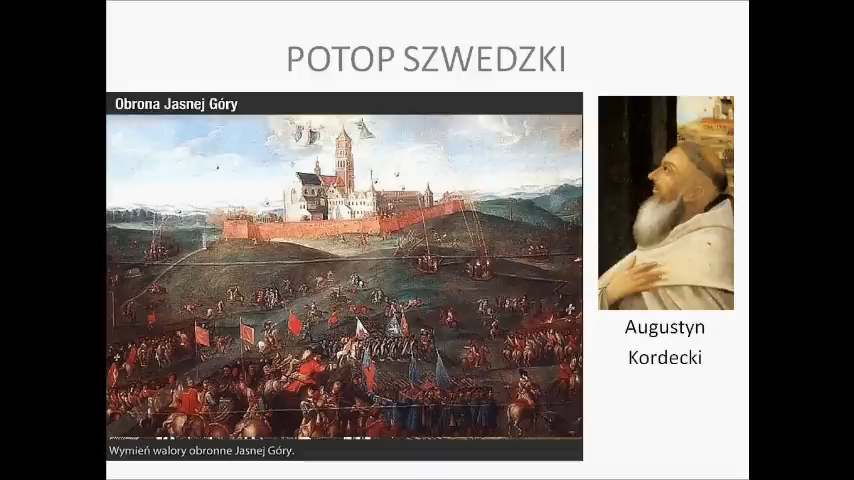 POTOP SZWEDZKI
Obrona Jasnej Góry
Wymień walory obronne Jasnej Góry.
Augustyn
Kordecki